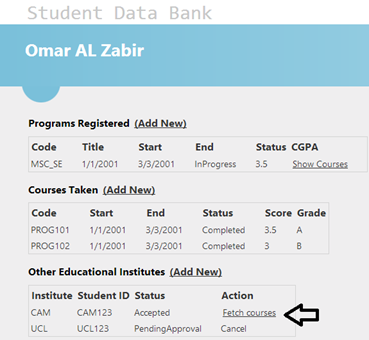 Student Data Bank
Omar AL Zabir
Programs Registered (Add New)
Code Title Start End Status CGPA
MSC_SE 1/1/2001 3/3/2001 InProgress 3.5 Show Courses
Courses Taken (Add New)
Code Start End Status Score Grade
PROG101 1/1/2001 3/3/2001 Completed 3.5 A
PROG102 1/1/2001 3/3/2001 Completed 3 B
Other Educational Institutes (Add New)
Institute Student ID Status Action
CAM CAM123 Accepted Fetch courses
UCL UCL123 PendingApproval Cancel